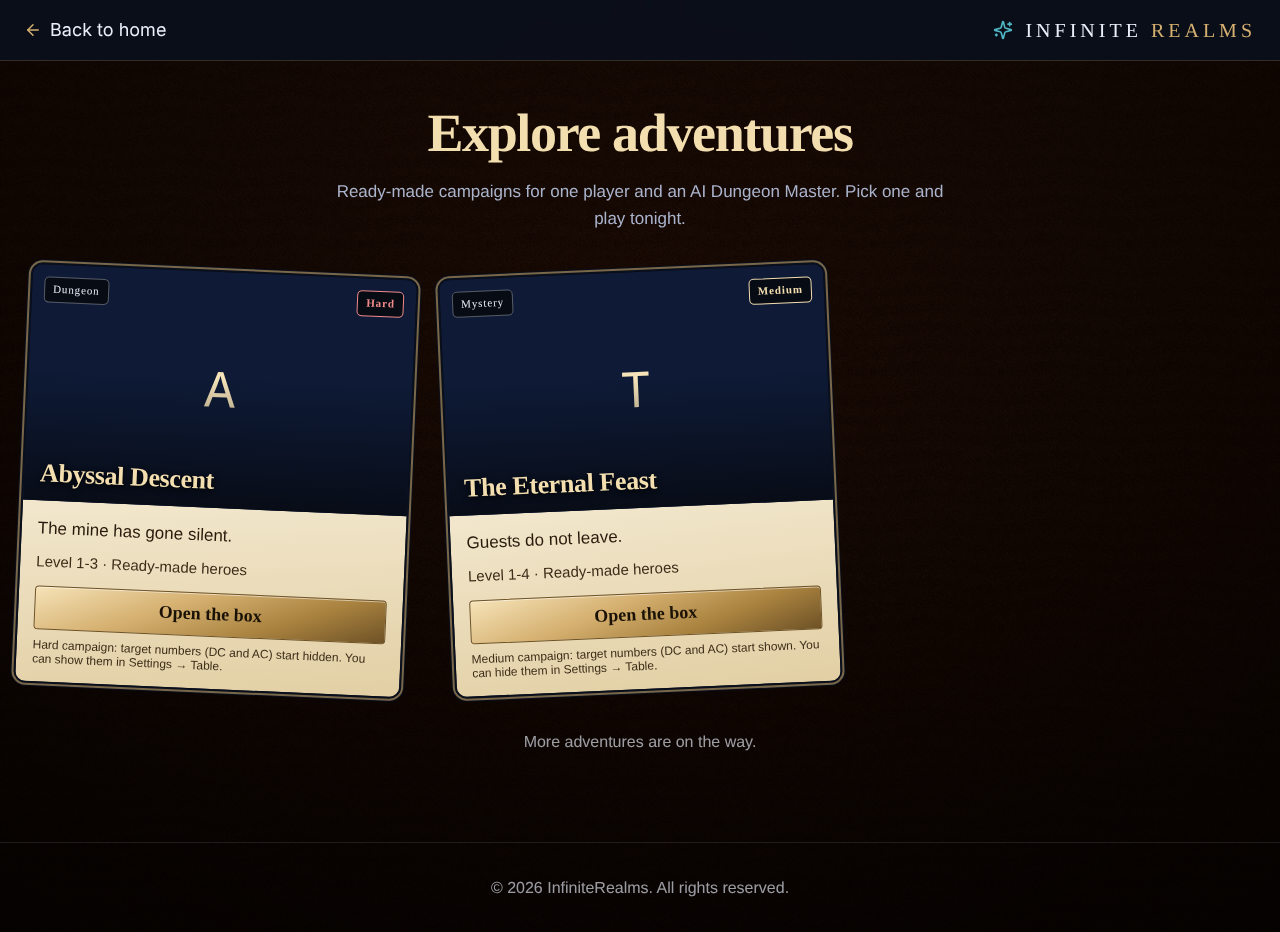 Back to home
INFINITE REALMS
Explore adventures
Ready-made campaigns for one player and an AI Dungeon Master. Pick one and
play tonight.
Dungeon
Hard
A
Abyssal Descent
The mine has gone silent.
Level 1-3 · Ready-made heroes
Open the box
Hard campaign: target numbers (DC and AC) start hidden. You
can show them in Settings → Table.
Mystery
Medium
T
The Eternal Feast
Guests do not leave.
Level 1-4 · Ready-made heroes
Open the box
Medium campaign: target numbers (DC and AC) start shown. You
can hide them in Settings → Table.
More adventures are on the way.
© 2026 InfiniteRealms. All rights reserved.